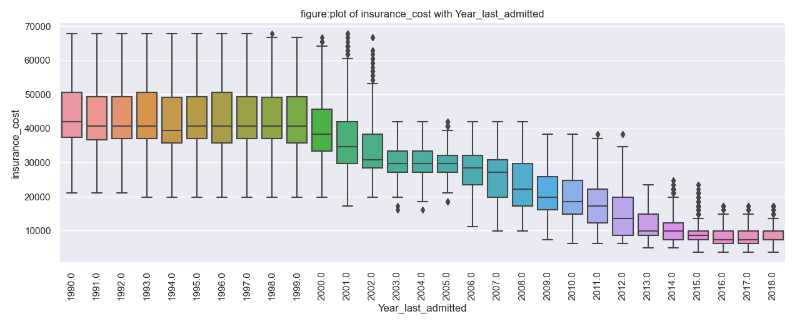 figure:plot of insurance_cost with Year_last_admitted
70000
60000
50000
40000
30000
20000
10000
insurance_cost
1990.0 1991.0 1992.0 1993.0 1994.0 1995.0 1996.0 1997.0 1998.0 1999.0 2000.0 2001.0 2002.0 2003.0 2004.0 2005.0 2006.0 2007.0 2008.0 2009.0 2010.0 2011.0 2012.0 2013.0 2014.0 2015.0 2016.0 2017.0 2018.0
Year_last_admitted